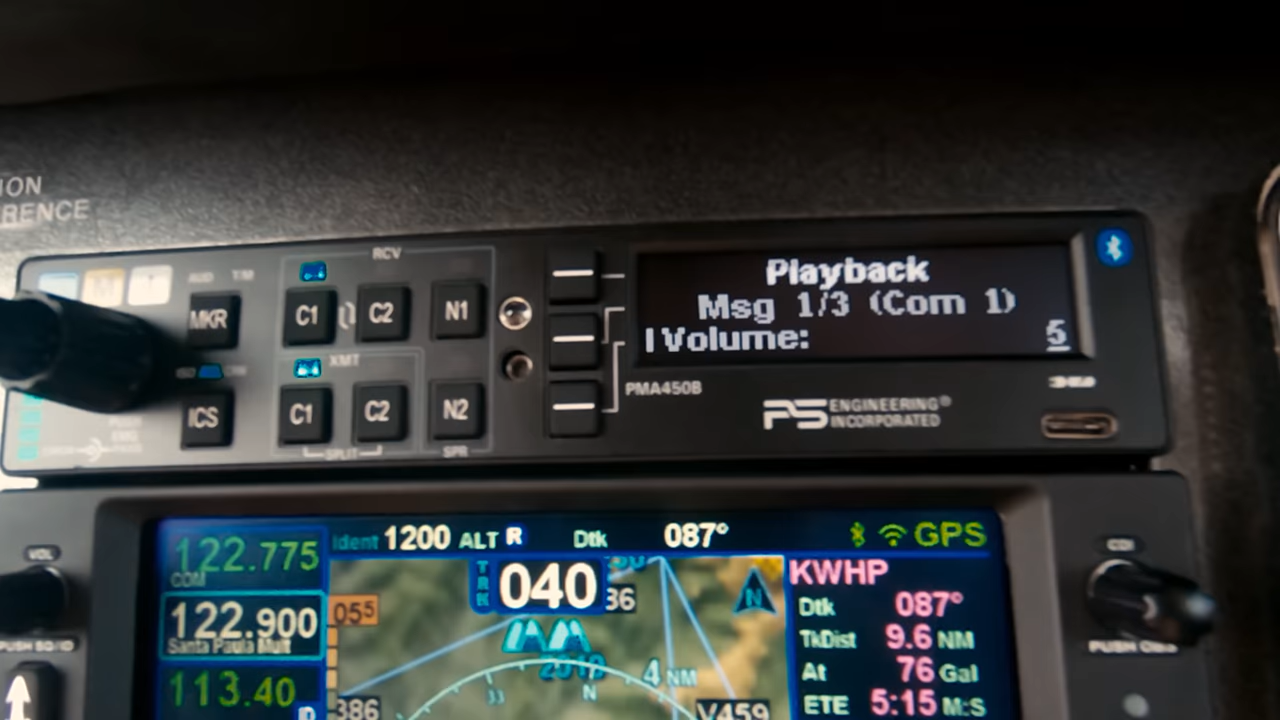 ION
RENCE
RCV
MKR
C1
C2
N1
XMT
ICS
C1
C2
N2
SPLIT
SPR
Playback
Msg 1/3 (Com 1)
Volume: 5
PMA450B
PS ENGINEERING®
INCORPORATED
VOL
122.775
COM
122.900
Santa Paula Mult
113.40
Ident 1200 ALT R
Dtk 087°
GPS
TRK
040
36
055
N
2010
4 NM
33
N
386
V459
KWHP
Dtk 087°
TkDist 9.6 NM
At 76 Gal
ETE 5:15 M:S
CDI
PUSH OBS
PUSH SQ/ID